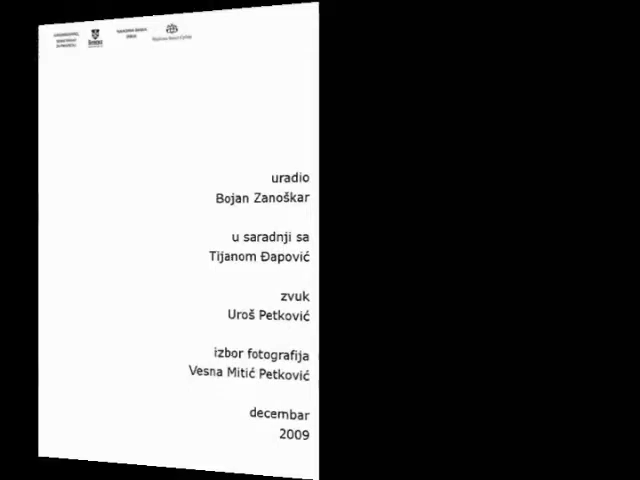 uradio
Bojan Zanoškar
u saradnji sa
Tijanom Đapović
zvuk
Uroš Petković
izbor fotografija
Vesna Mitić Petković
decembar
2009